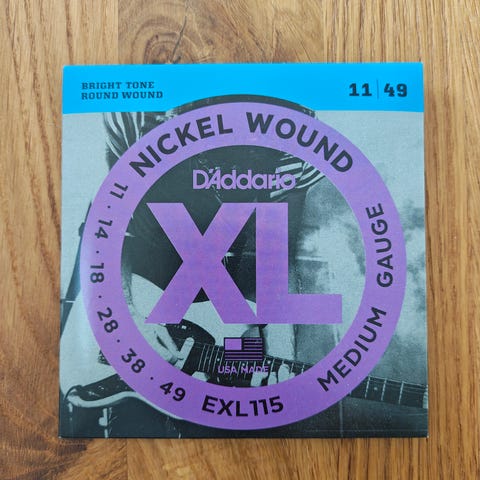 BRIGHT TONE
ROUND WOUND
11 | 49
NICKEL WOUND
D'Addario
XL
11 · 14 · 18 · 28 · 38 · 49
EXL115
MEDIUM GAUGE
USA MADE